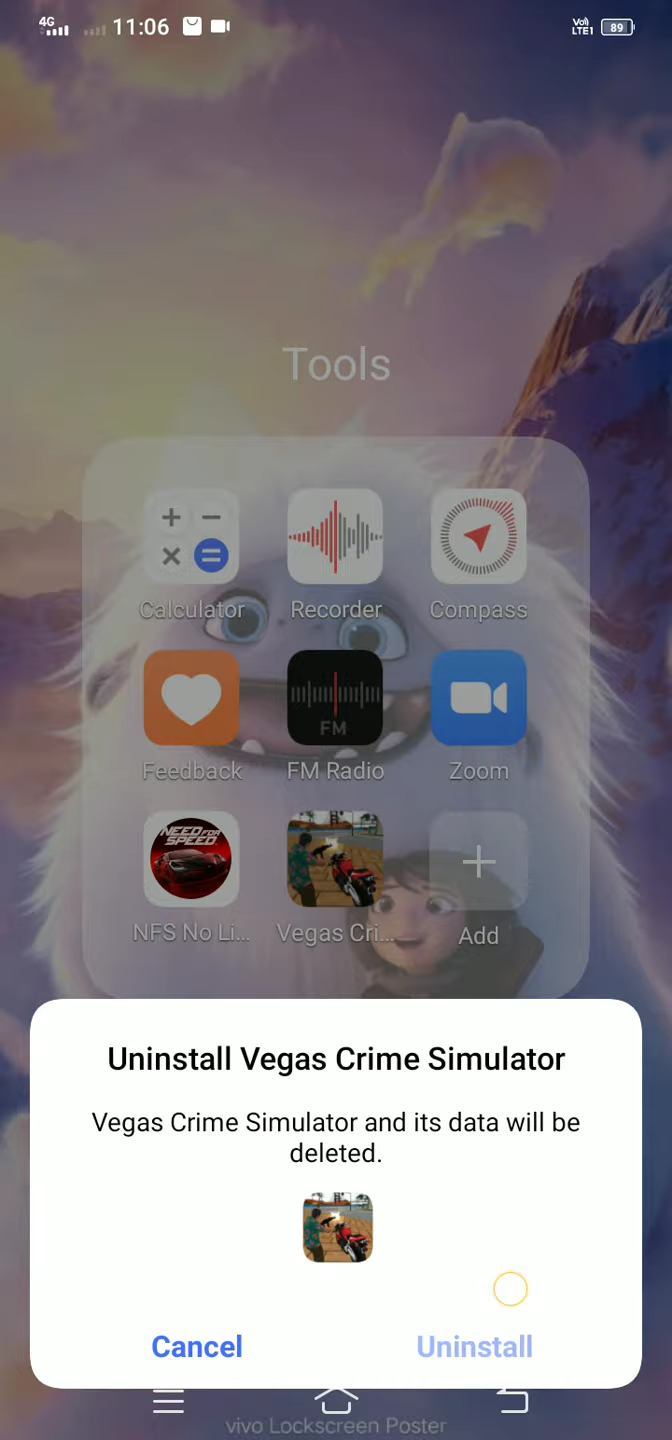 4G 11:06 Vo) LTE1 89
Tools
Calculator Recorder Compass
FM
Feedback FM Radio Zoom
NEED FOR SPEED
NFS No Li... Vegas Cri... Add
Uninstall Vegas Crime Simulator
Vegas Crime Simulator and its data will be
deleted.
Cancel Uninstall
vivo Lockscreen Poster